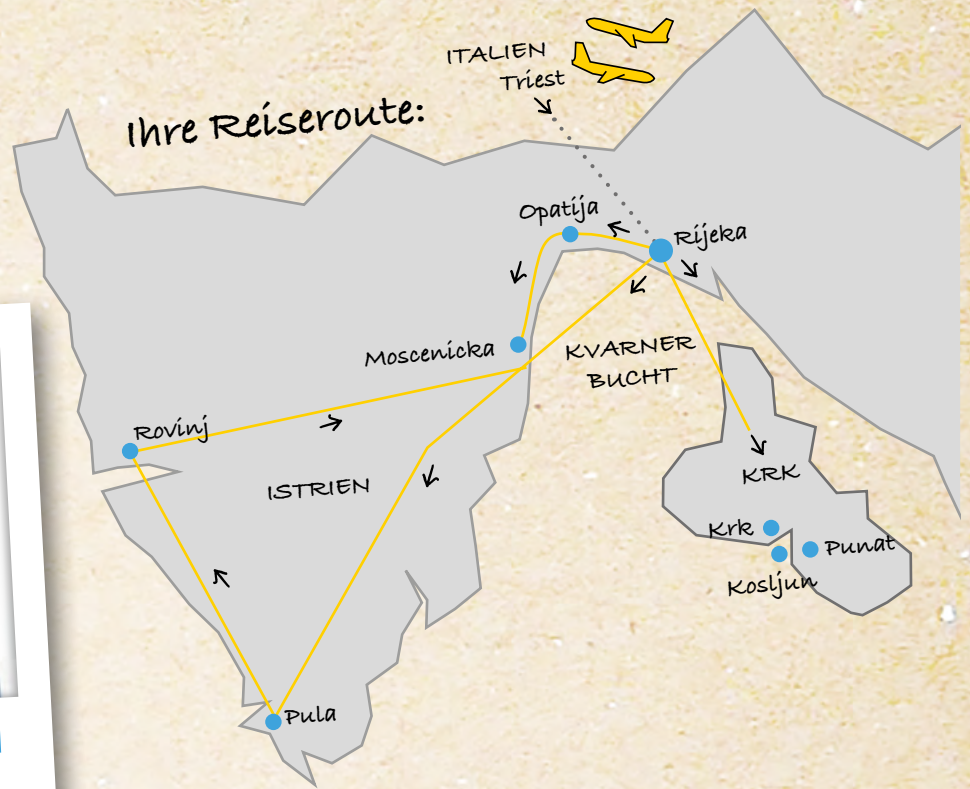 ITALIEN
Triest
Ihre Reiseroute:
Opatija
Rijeka
Moscenicka
KVARNER
BUCHT
Rovinj
ISTRIEN
KRK
Krk
Punat
Kosljun
Pula